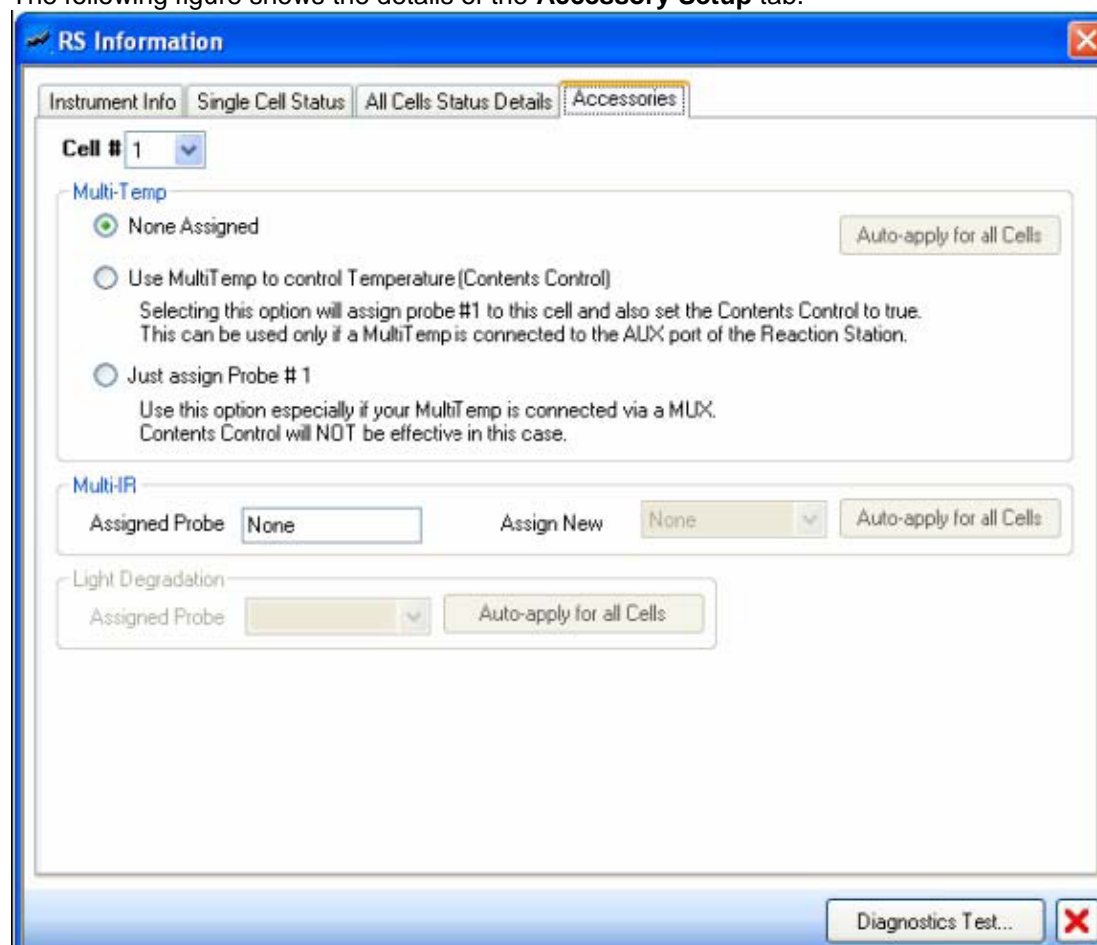 The following figure shows the details of the Accessory Setup tab.
RS Information
Instrument Info Single Cell Status All Cells Status Details Accessories
Cell # 1
Multi-Temp
None Assigned
Auto-apply for all Cells
Use MultiTemp to control Temperature (Contents Control)
Selecting this option will assign probe #1 to this cell and also set the Contents Control to true.
This can be used only if a MultiTemp is connected to the AUX port of the Reaction Station.
Just assign Probe # 1
Use this option especially if your MultiTemp is connected via a MUX.
Contents Control will NOT be effective in this case.
Multi-IR
Assigned Probe None Assign New None Auto-apply for all Cells
Light Degradation
Assigned Probe Auto-apply for all Cells
Diagnostics Test...